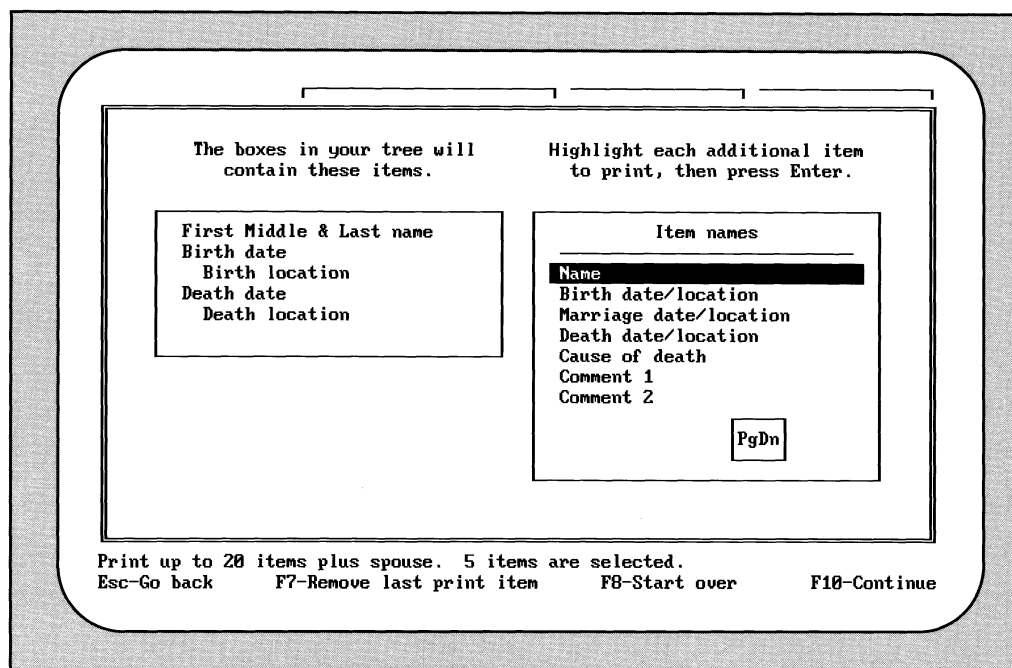 The boxes in your tree will
contain these items.
First Middle & Last name
Birth date
Birth location
Death date
Death location
Highlight each additional item
to print, then press Enter.
Item names
Name
Birth date/location
Marriage date/location
Death date/location
Cause of death
Comment 1
Comment 2
PgDn
Print up to 20 items plus spouse. 5 items are selected.
Esc-Go back F7-Remove last print item F8-Start over F10-Continue